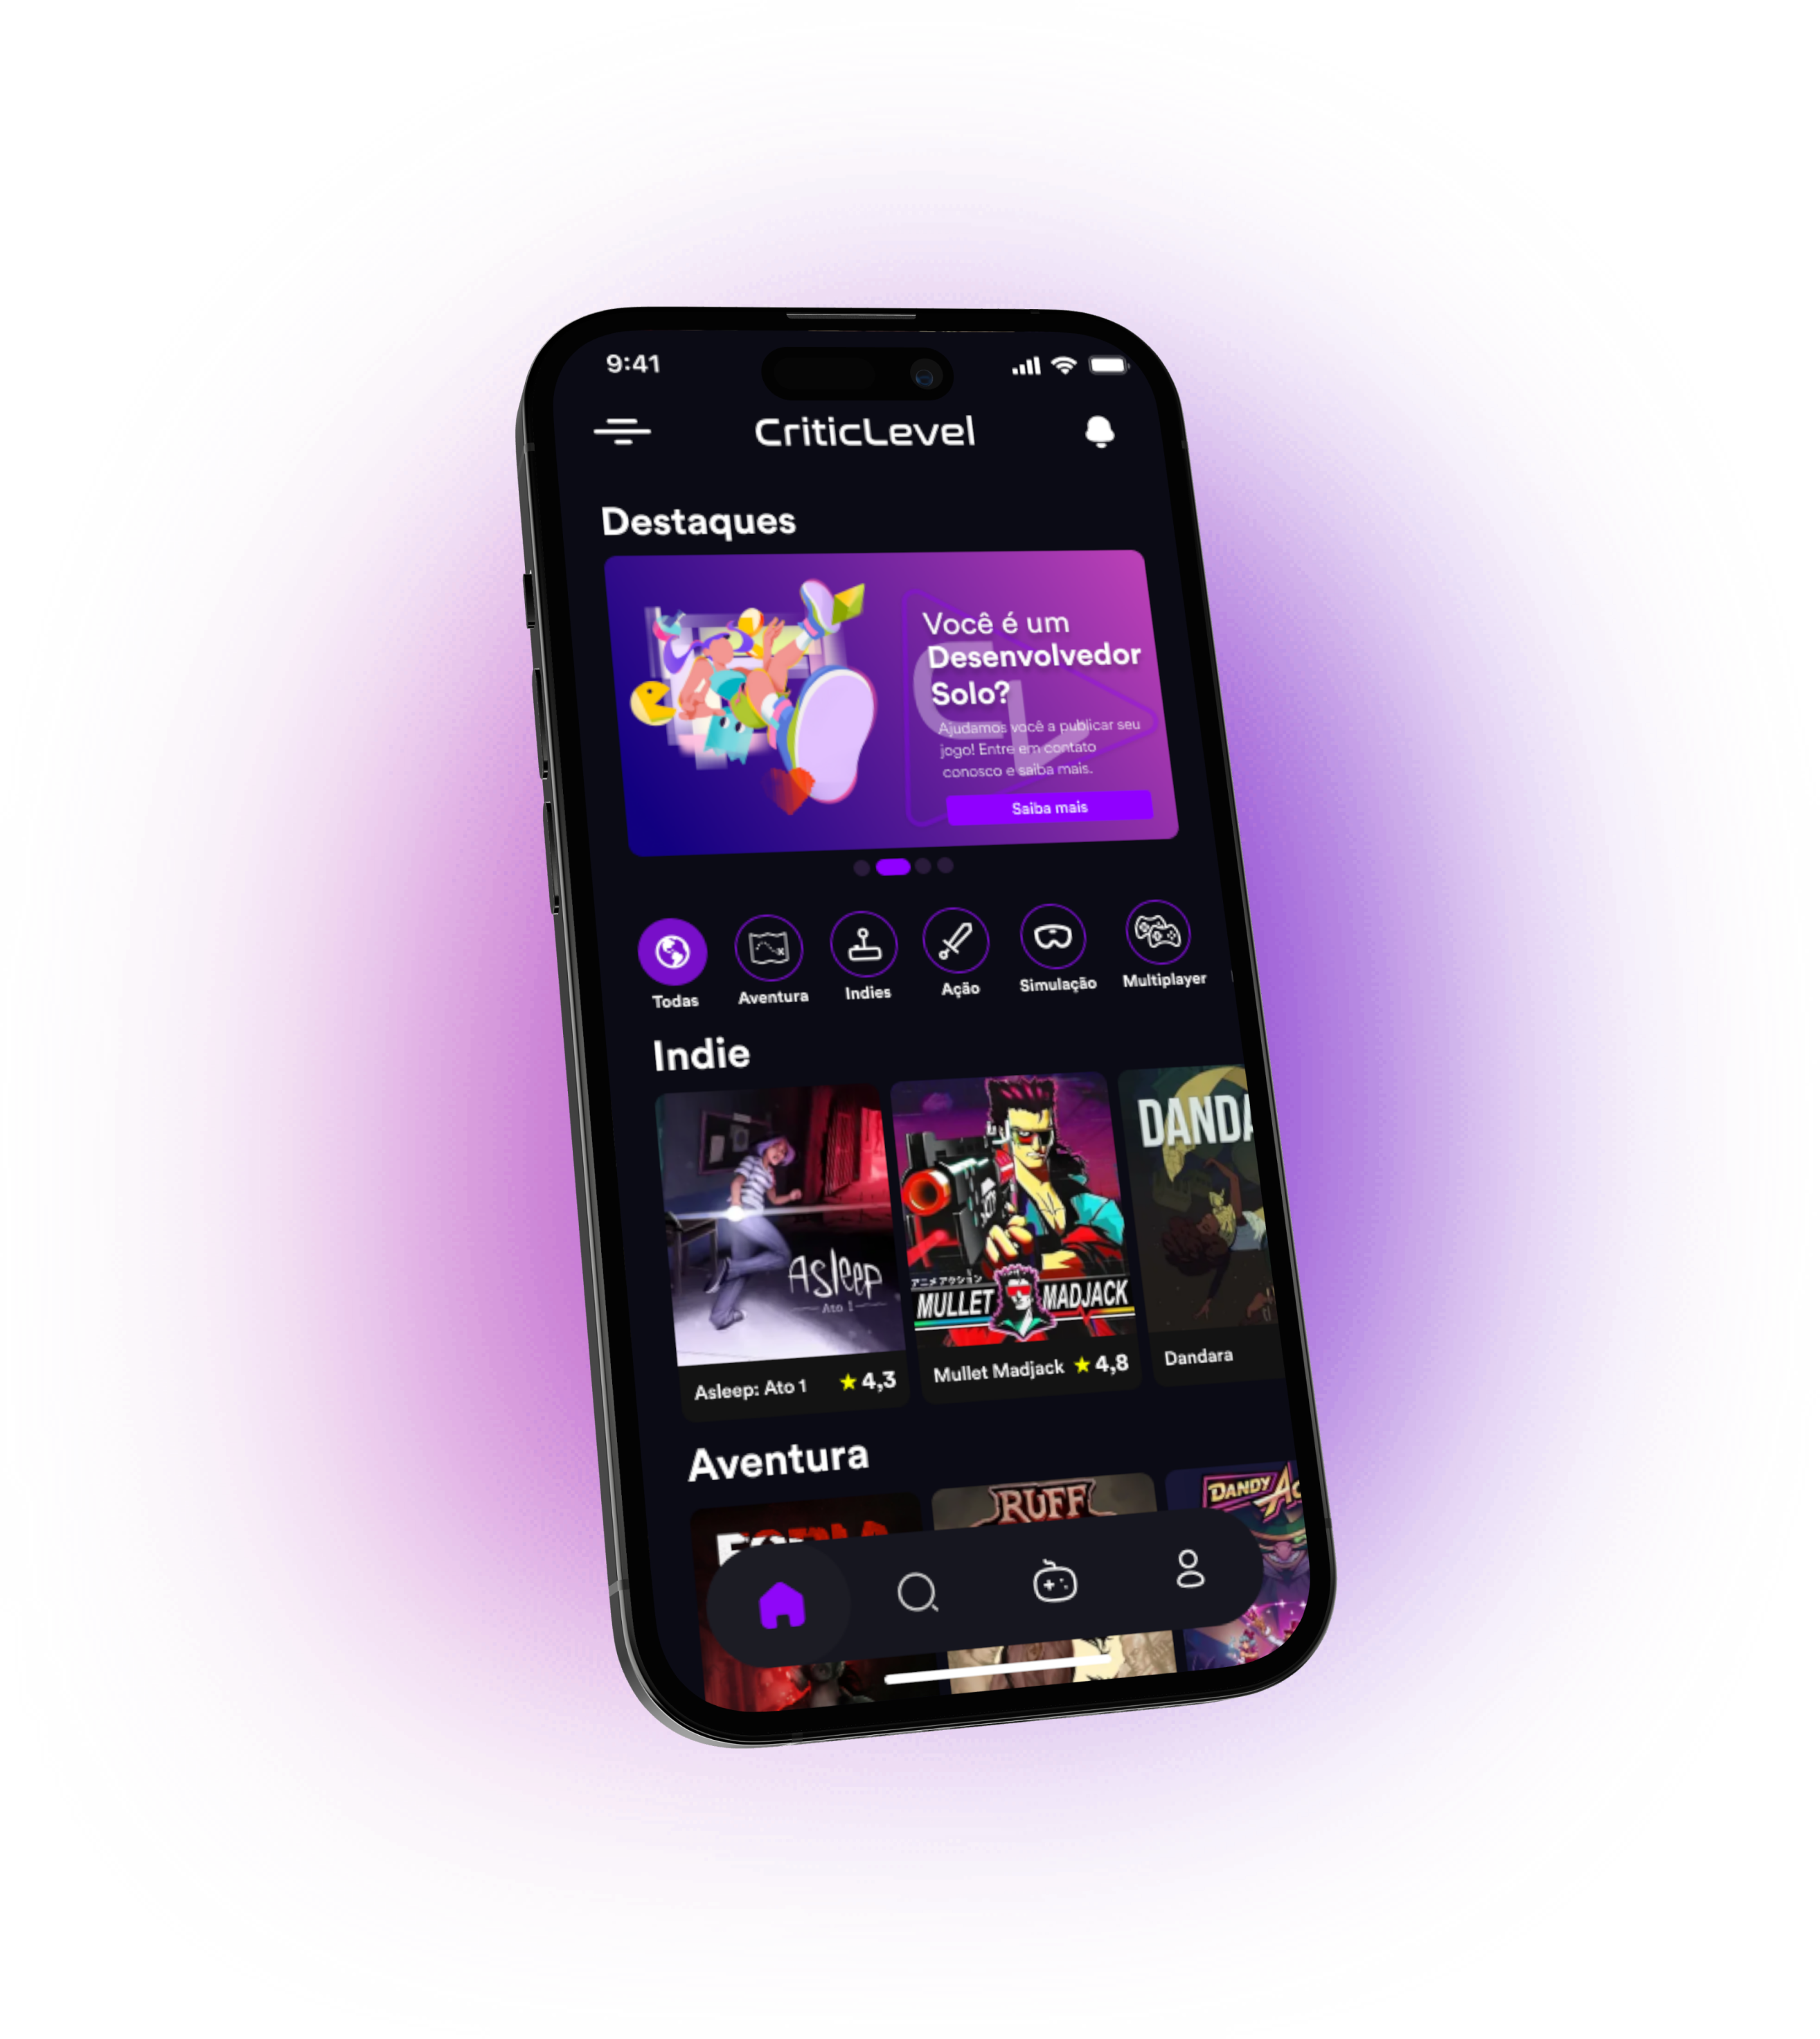 9:41
CriticLevel
Destaques
Você é um
Desenvolvedor
Solo?
Ajudamos você a publicar seu
jogo! Entre em contato
conosco e saiba mais.
Saiba mais
Todas
Aventura
Indies
Ação
Simulação
Multiplayer
Indie
Asleep
Ato I
アニメアクション
MULLET MADJACK
DANDA
Asleep: Ato 1
4,3
Mullet Madjack
4,8
Dandara
Aventura
RUFF
DANDY